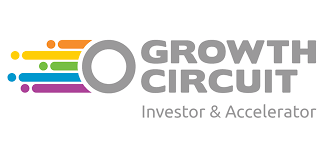 GROWTH
CIRCUIT
Investor & Accelerator